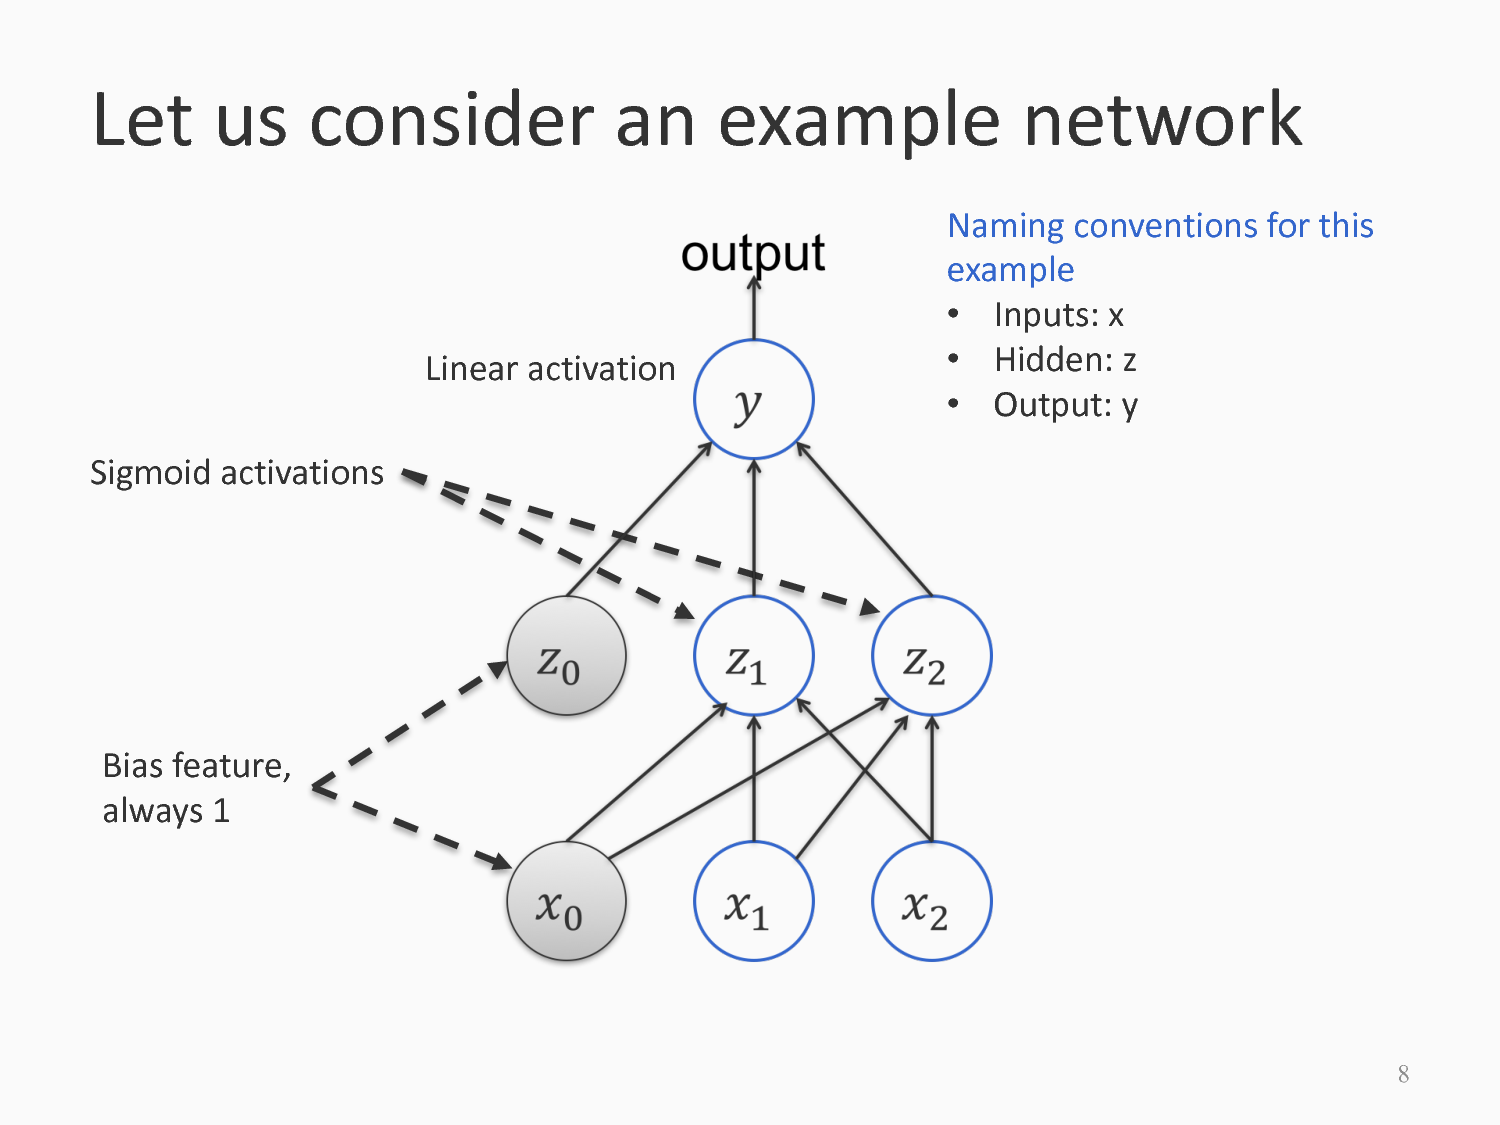 Let us consider an example network
Naming conventions for this
example
• Inputs: x
• Hidden: z
• Output: y
output
Linear activation
y
Sigmoid activations
z₀ z₁ z₂
Bias feature,
always 1
x₀ x₁ x₂
8